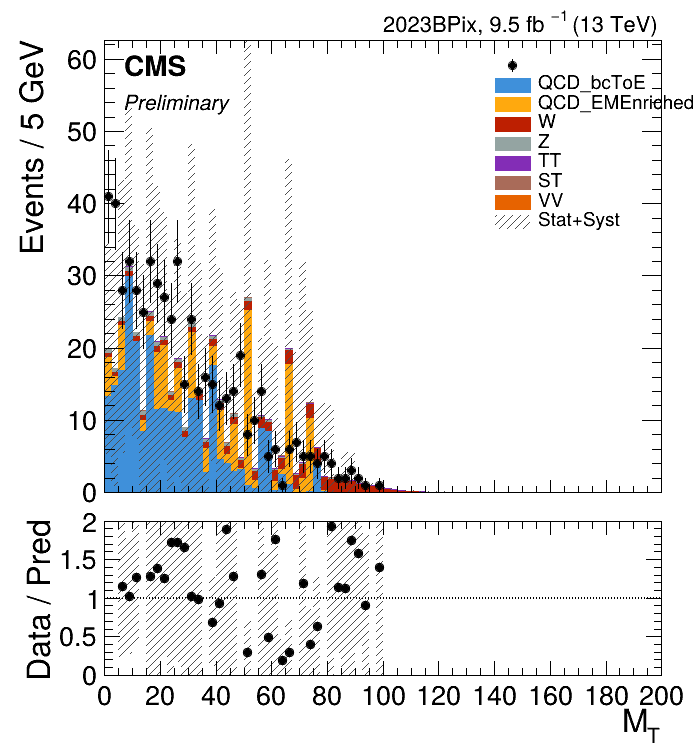 2023BPix, 9.5 fb⁻¹ (13 TeV)
CMS
Preliminary
QCD_bcToE
QCD_EMEnriched
W
Z
TT
ST
VV
Stat+Syst
Events / 5 GeV
60
50
40
30
20
10
0
Data / Pred
2
1.5
1
0.5
0
0 20 40 60 80 100 120 140 160 180 200
M_T